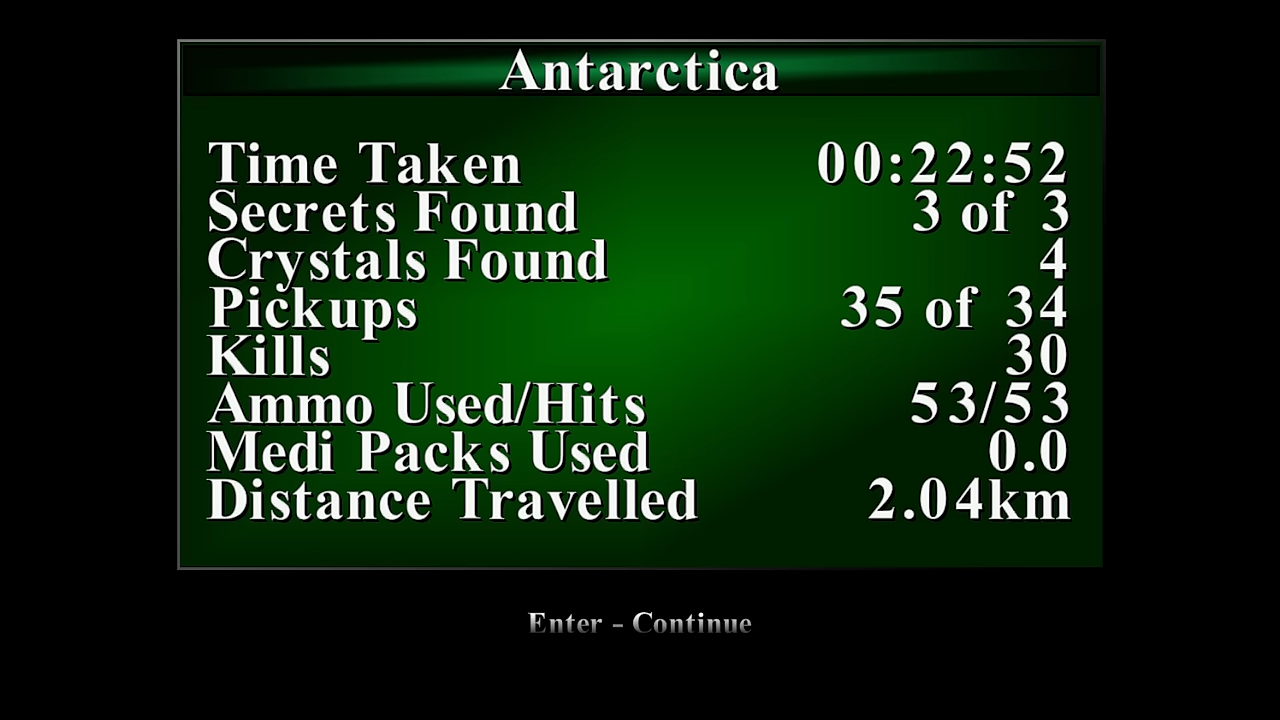 Antarctica
Time Taken 00:22:52
Secrets Found 3 of 3
Crystals Found 4
Pickups 35 of 34
Kills 30
Ammo Used/Hits 53/53
Medi Packs Used 0.0
Distance Travelled 2.04km
Enter - Continue